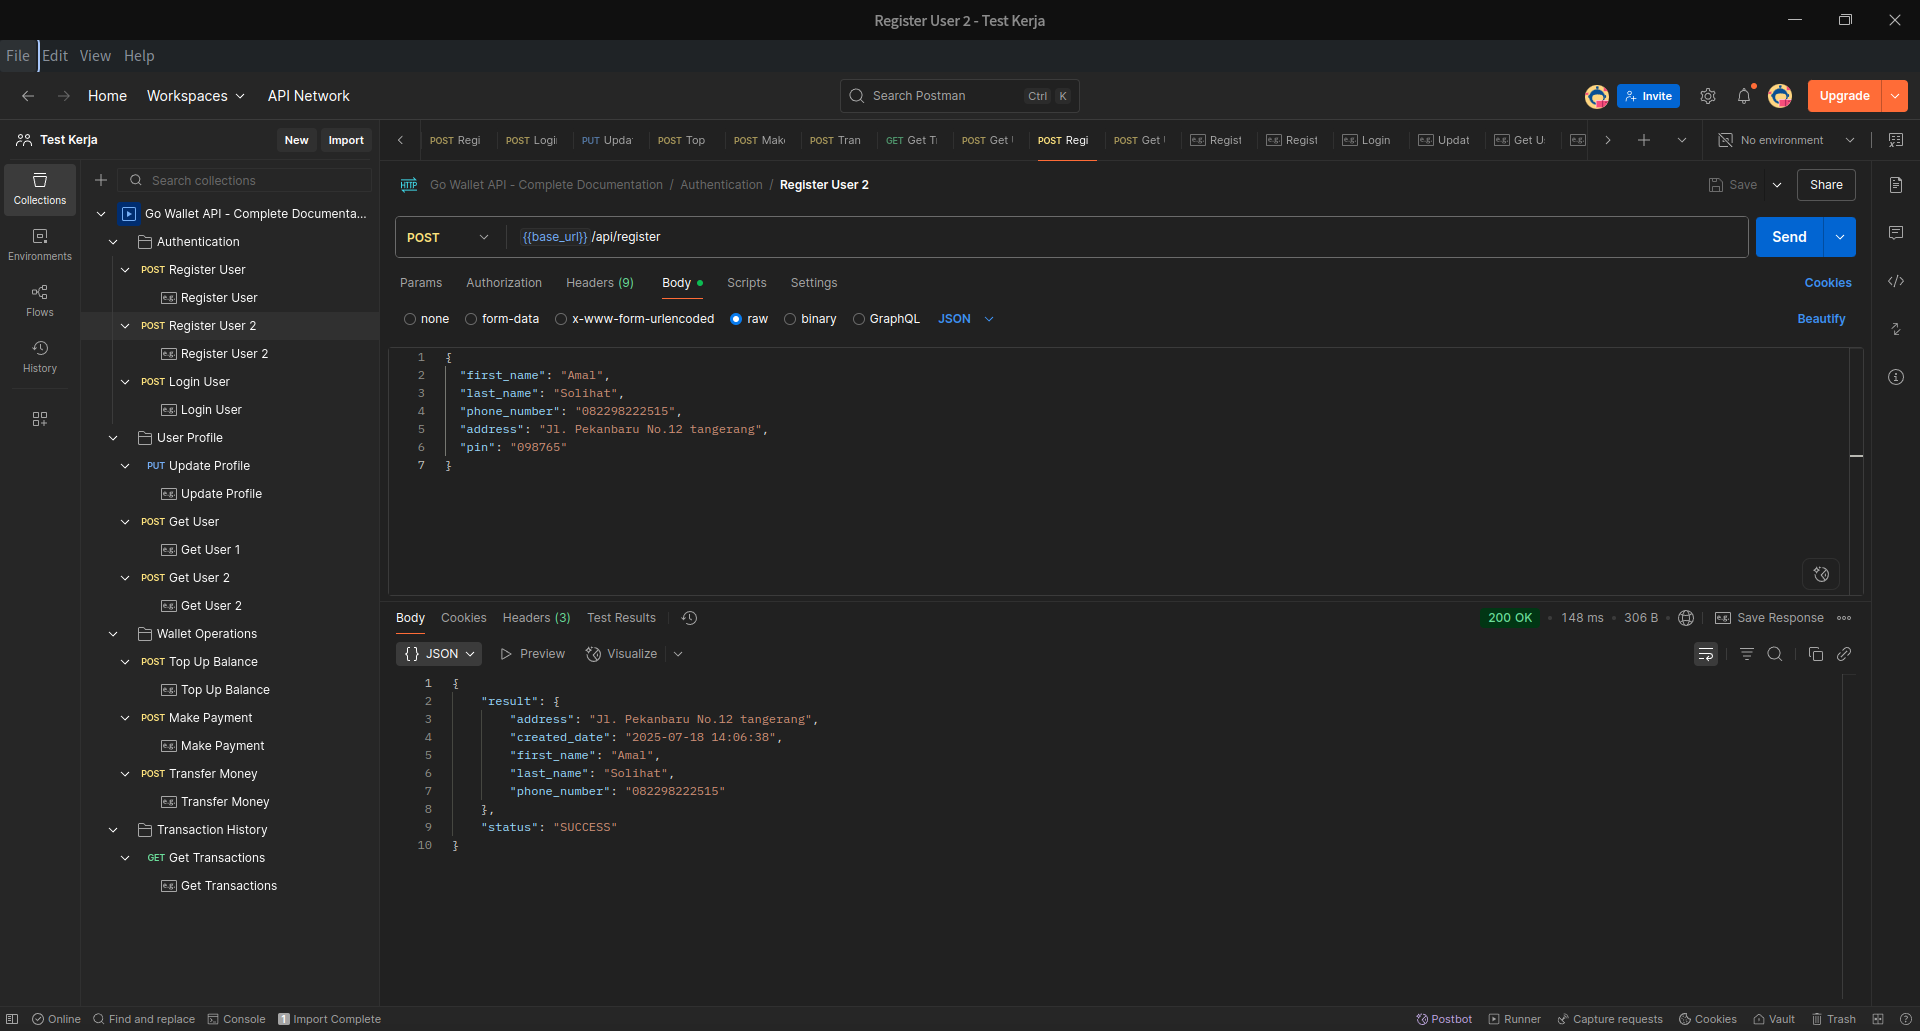 Register User 2 - Test Kerja
File Edit View Help
Home Workspaces API Network Search Postman Ctrl K Invite Upgrade
Test Kerja New Import
POST Regi POST Logi PUT Upda POST Top POST Mak POST Tran GET Get T POST Get POST Regi POST Get e.g. Regist e.g. Regist e.g. Login e.g. Updat e.g. Get U e.g. No environment
Search collections
Collections
Environments
Flows
History
Go Wallet API - Complete Documenta...
Authentication
POST Register User
e.g. Register User
POST Register User 2
e.g. Register User 2
POST Login User
e.g. Login User
User Profile
PUT Update Profile
e.g. Update Profile
POST Get User
e.g. Get User 1
POST Get User 2
e.g. Get User 2
Wallet Operations
POST Top Up Balance
e.g. Top Up Balance
POST Make Payment
e.g. Make Payment
POST Transfer Money
e.g. Transfer Money
Transaction History
GET Get Transactions
e.g. Get Transactions
HTTP Go Wallet API - Complete Documentation / Authentication / Register User 2 Save Share
POST {{base_url}} /api/register Send
Params Authorization Headers (9) Body Scripts Settings Cookies
none form-data x-www-form-urlencoded raw binary GraphQL JSON Beautify
1 {
2 "first_name": "Amal",
3 "last_name": "Solihat",
4 "phone_number": "082298222515",
5 "address": "Jl. Pekanbaru No.12 tangerang",
6 "pin": "098765"
7 }
Body Cookies Headers (3) Test Results 200 OK • 148 ms • 306 B • e.g. Save Response
{} JSON Preview Visualize
1 {
2 "result": {
3 "address": "Jl. Pekanbaru No.12 tangerang",
4 "created_date": "2025-07-18 14:06:38",
5 "first_name": "Amal",
6 "last_name": "Solihat",
7 "phone_number": "082298222515"
8 },
9 "status": "SUCCESS"
10 }
Online Find and replace Console 1 Import Complete Postbot Runner Capture requests Cookies Vault Trash